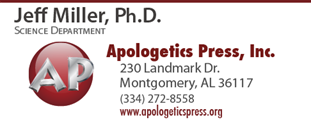 Jeff Miller, Ph.D.
SCIENCE DEPARTMENT
AP
Apologetics Press, Inc.
230 Landmark Dr.
Montgomery, AL 36117
(334) 272-8558
www.apologeticspress.org